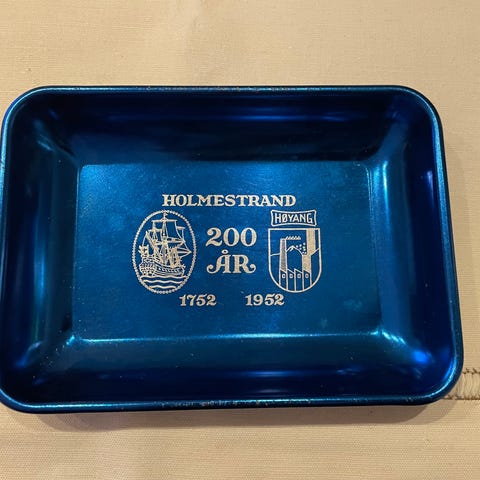 HOLMESTRAND
HØYANG
200
ÅR
1752 1952